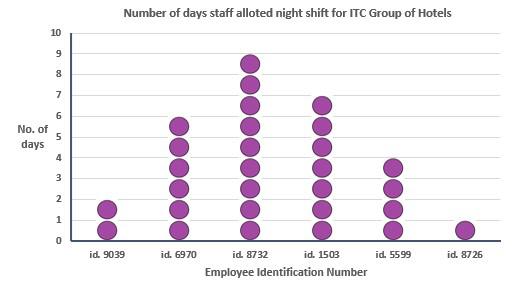 Number of days staff alloted night shift for ITC Group of Hotels
10
9
8
7
6
5
4
3
2
1
0
No. of
days
id. 9039 id. 6970 id. 8732 id. 1503 id. 5599 id. 8726
Employee Identification Number